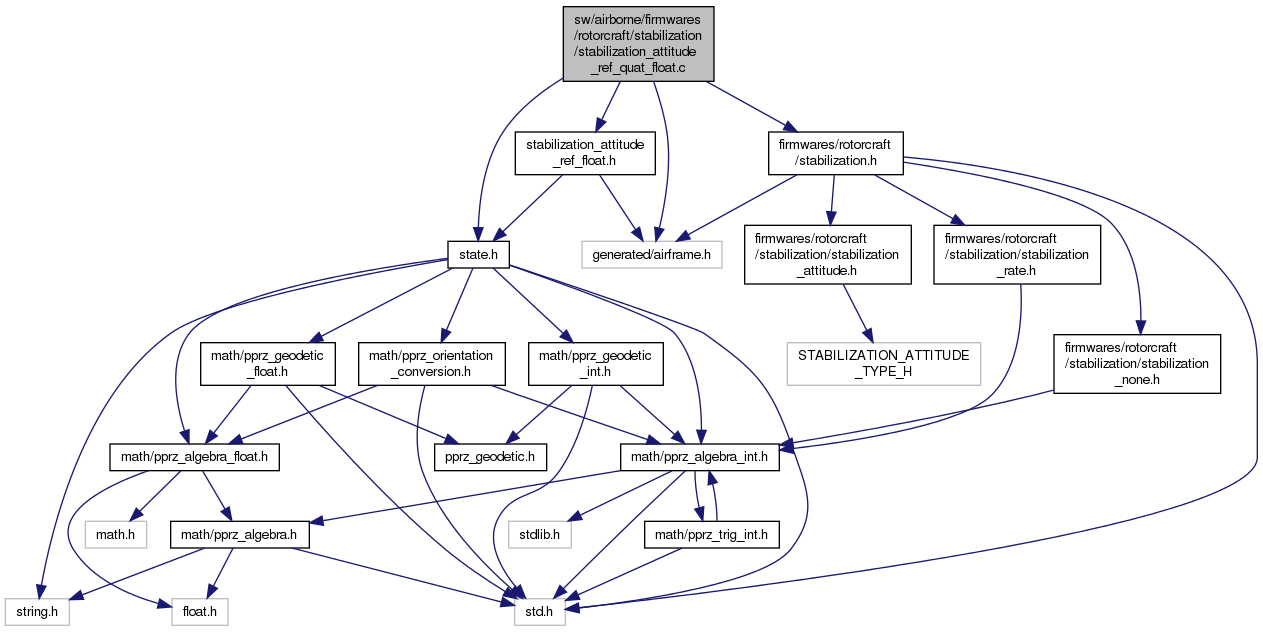 sw/airborne/firmwares
/rotorcraft/stabilization
/stabilization_attitude
_ref_quat_float.c
stabilization_attitude
_ref_float.h
firmwares/rotorcraft
/stabilization.h
state.h
generated/airframe.h
firmwares/rotorcraft
/stabilization/stabilization
_attitude.h
firmwares/rotorcraft
/stabilization/stabilization
_rate.h
math/pprz_geodetic
_float.h
math/pprz_orientation
_conversion.h
math/pprz_geodetic
_int.h
STABILIZATION_ATTITUDE
_TYPE_H
firmwares/rotorcraft
/stabilization/stabilization
_none.h
math/pprz_algebra_float.h
pprz_geodetic.h
math/pprz_algebra_int.h
math.h
math/pprz_algebra.h
stdlib.h
math/pprz_trig_int.h
string.h
float.h
std.h